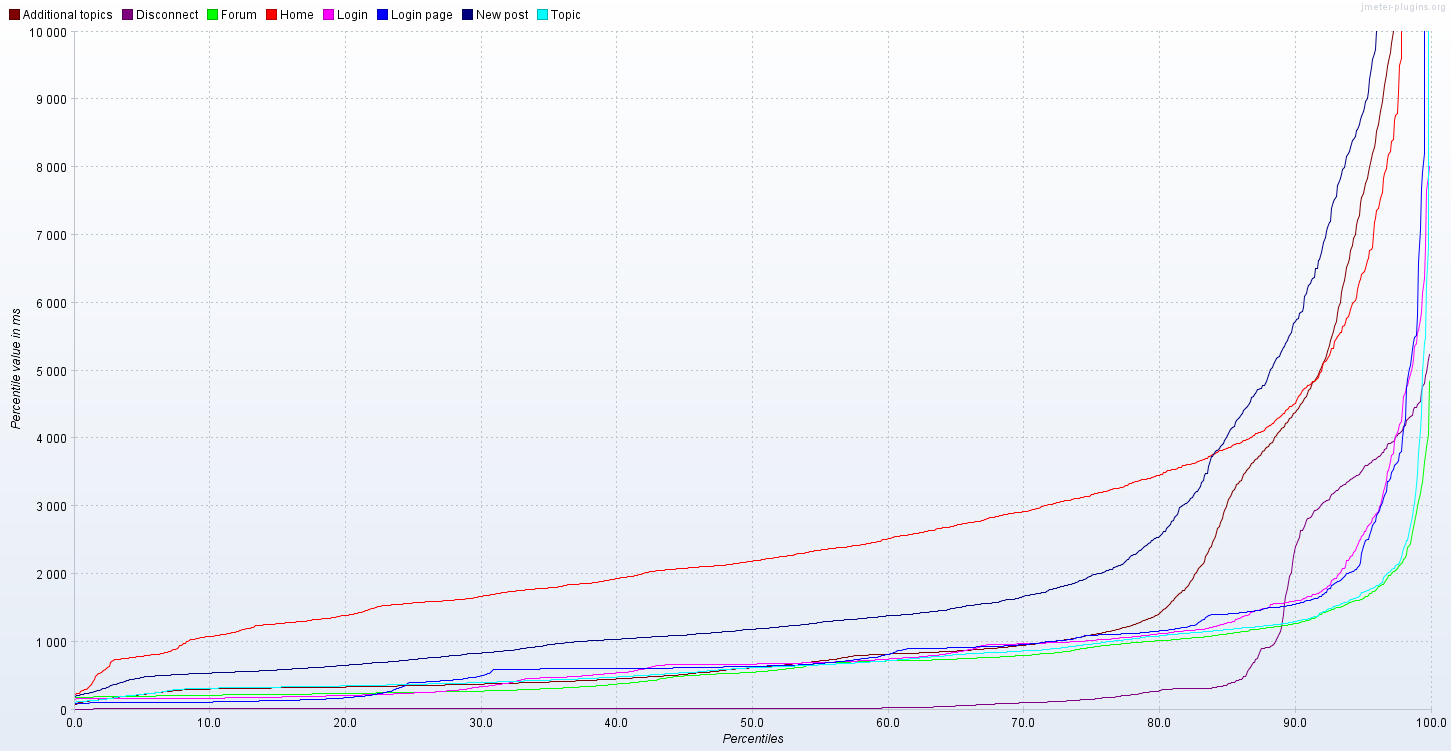 jmeter-plugins.org
Additional topics Disconnect Forum Home Login Login page New post Topic
10 000
9 000
8 000
7 000
6 000
5 000
4 000
3 000
2 000
1 000
0
Percentile value in ms
0.0 10.0 20.0 30.0 40.0 50.0 60.0 70.0 80.0 90.0 100.0
Percentiles